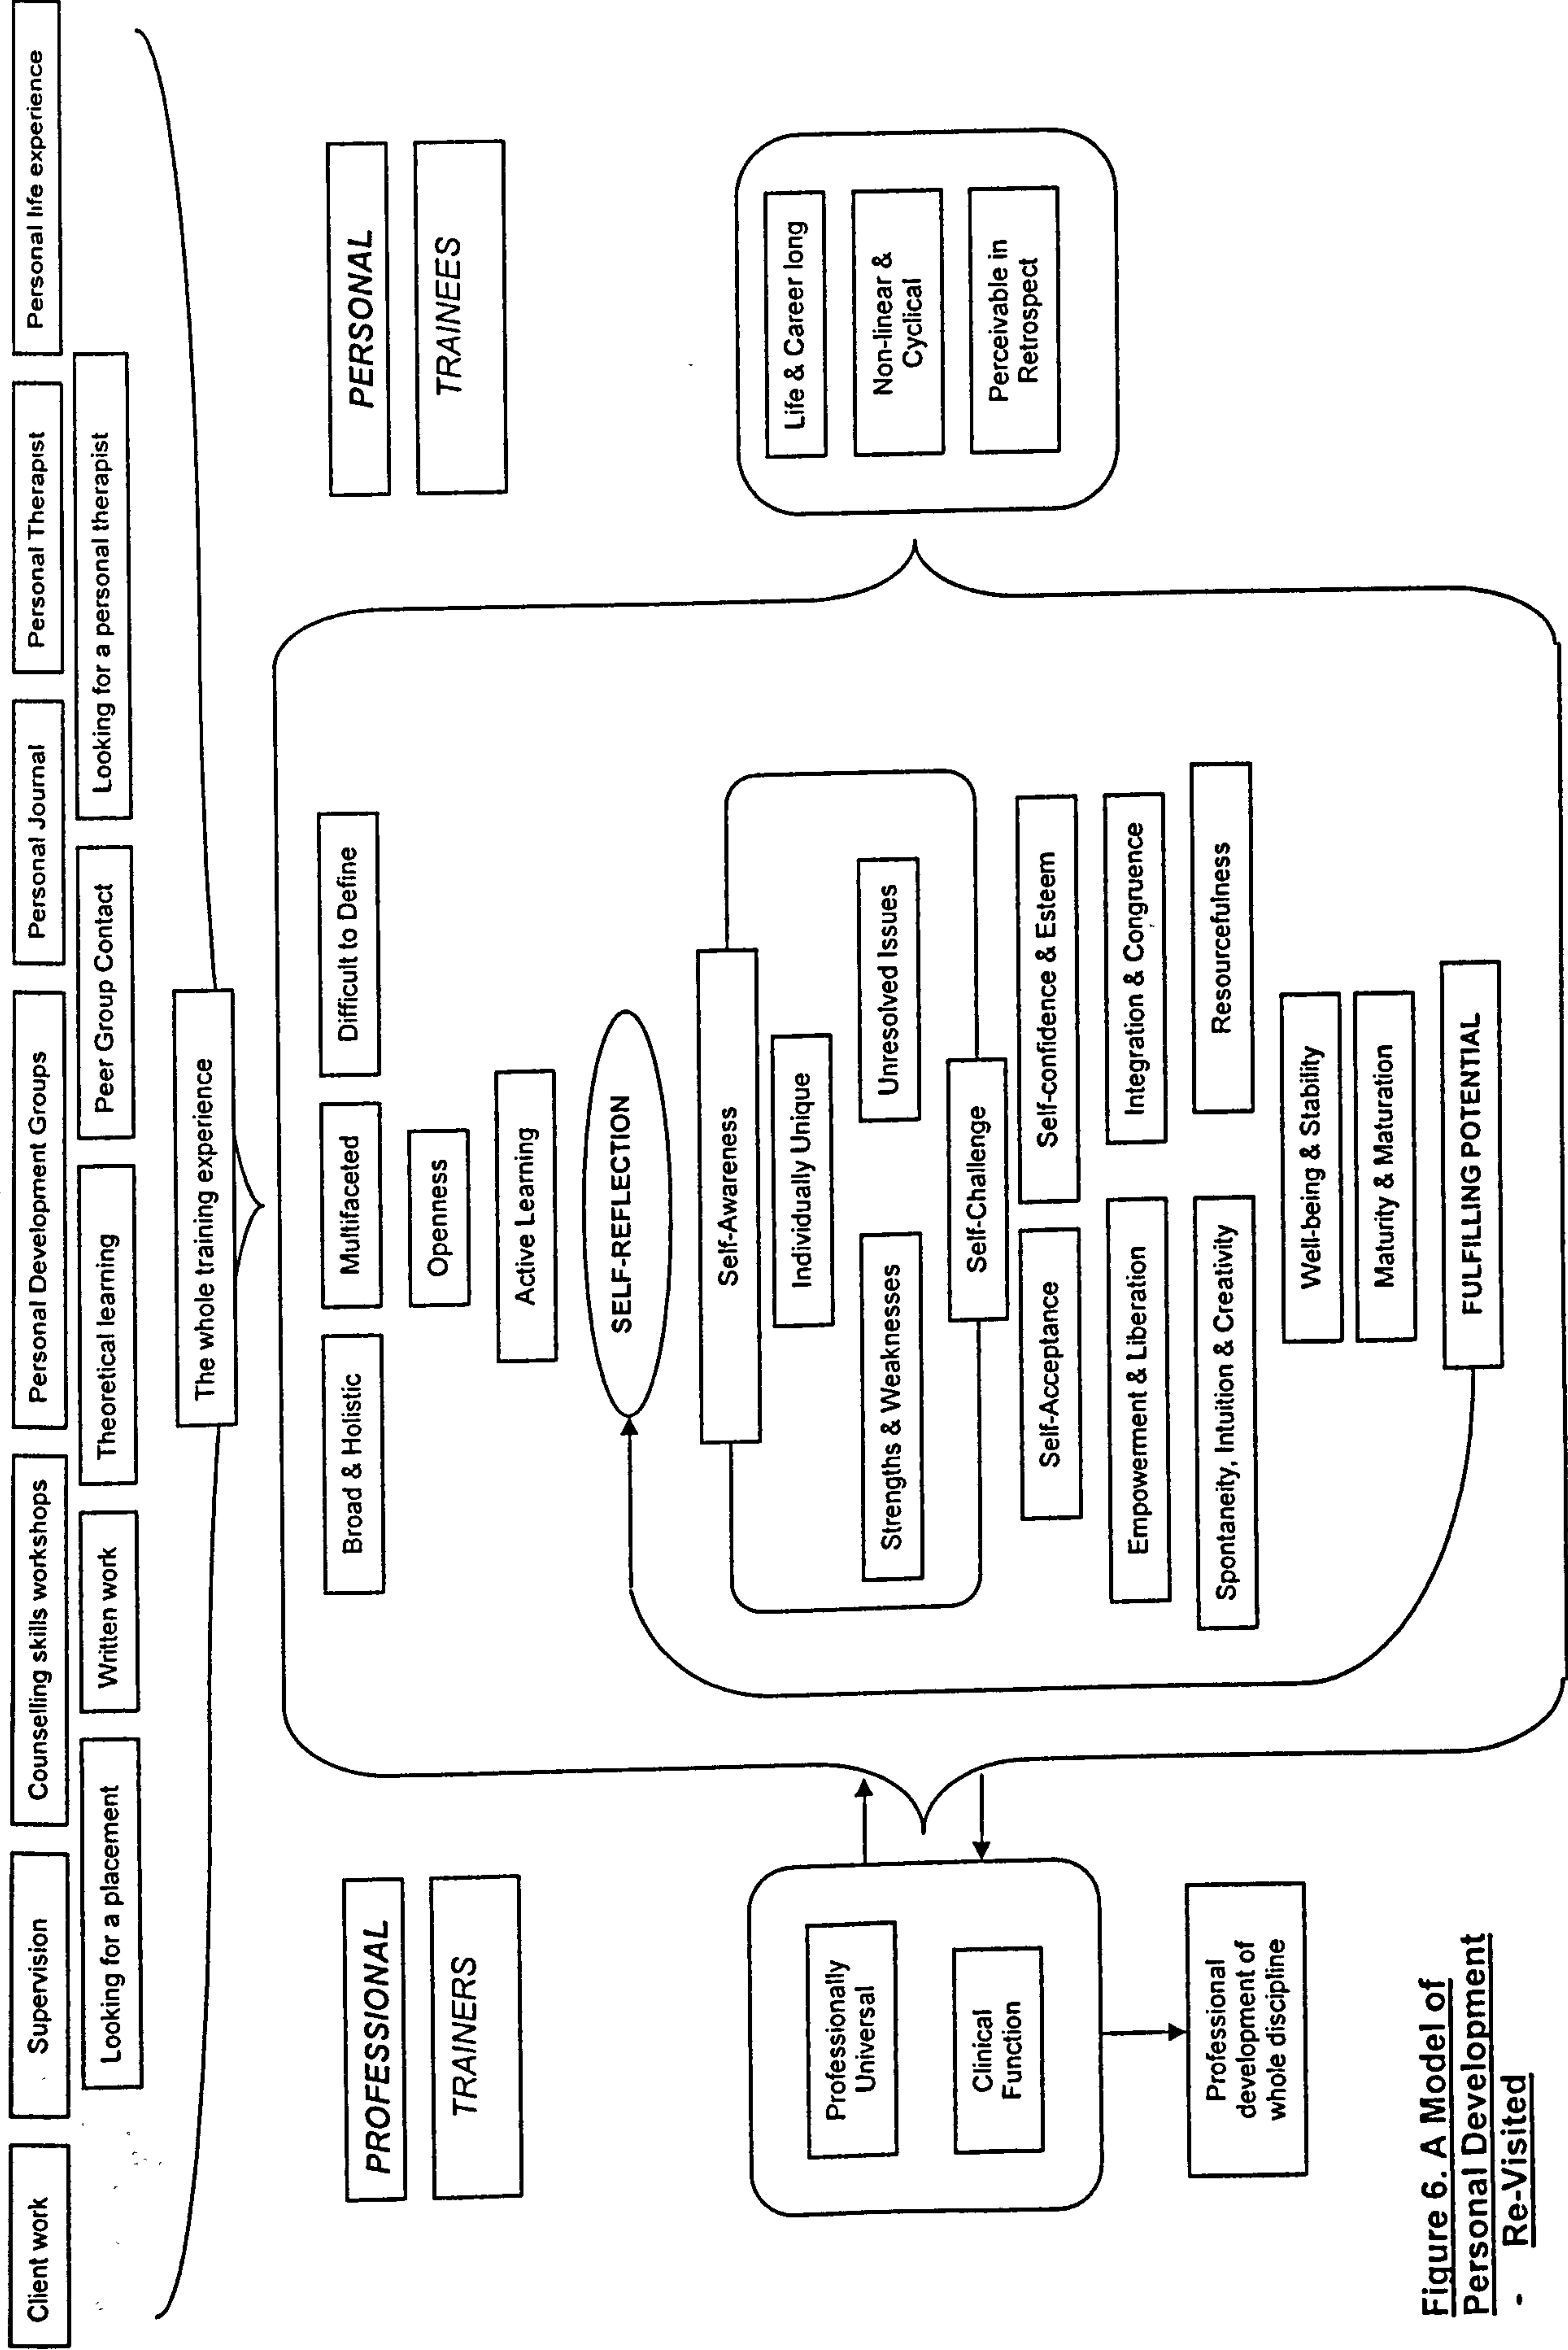 Client work
Supervision
Counselling skills workshops
Personal Development Groups
Personal Journal
Personal Therapist
Personal life experience
Looking for a placement
Written work
Theoretical learning
Peer Group Contact
Looking for a personal therapist
The whole training experience
PROFESSIONAL
TRAINERS
PERSONAL
TRAINEES
Broad & Holistic
Multifaceted
Difficult to Define
Openness
Active Learning
SELF-REFLECTION
Self-Awareness
Individually Unique
Strengths & Weaknesses
Unresolved Issues
Self-Challenge
Self-Acceptance
Self-confidence & Esteem
Empowerment & Liberation
Integration & Congruence
Spontaneity, Intuition & Creativity
Resourcefulness
Well-being & Stability
Maturity & Maturation
FULFILLING POTENTIAL
Professionally
Universal
Clinical
Function
Professional
development of
whole discipline
Life & Career long
Non-linear &
Cyclical
Perceivable in
Retrospect
Figure 6. A Model of
Personal Development
- Re-Visited